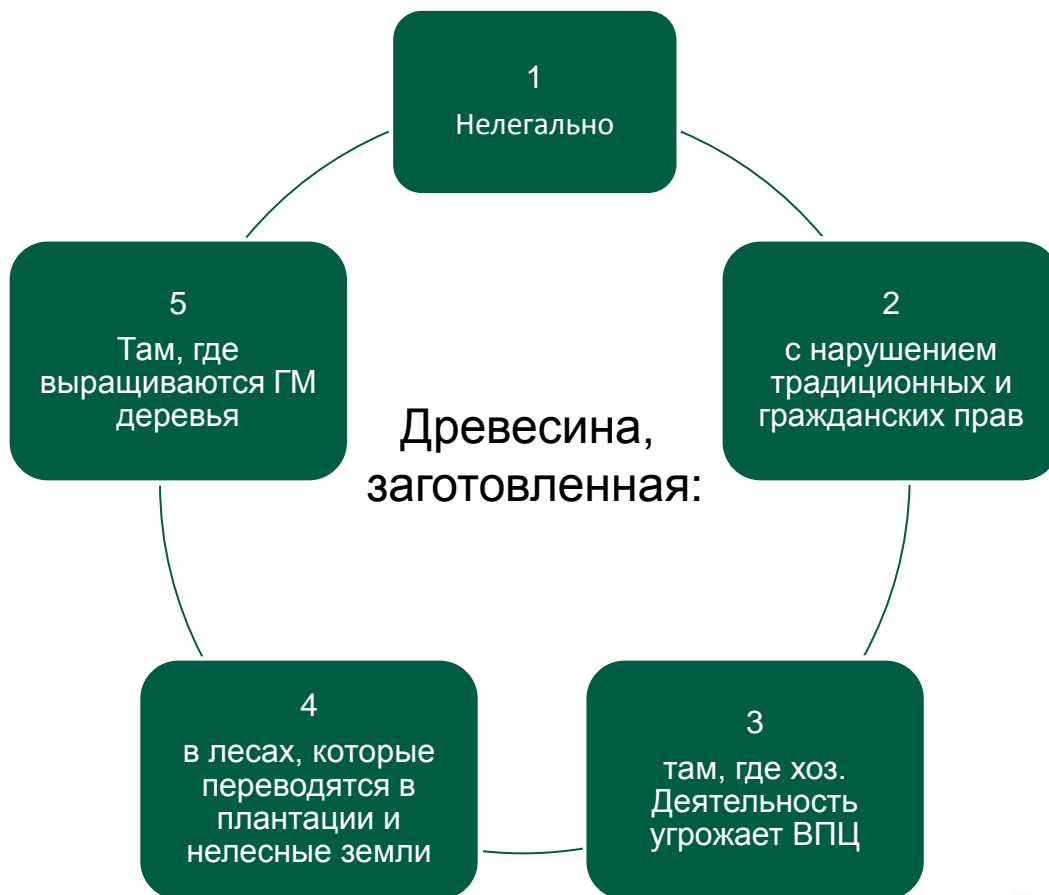 1
Нелегально
2
с нарушением
традиционных и
гражданских прав
3
там, где хоз.
Деятельность
угрожает ВПЦ
4
в лесах, которые
переводятся в
плантации и
нелесные земли
5
Там, где
выращиваются ГМ
деревья
Древесина,
заготовленная: